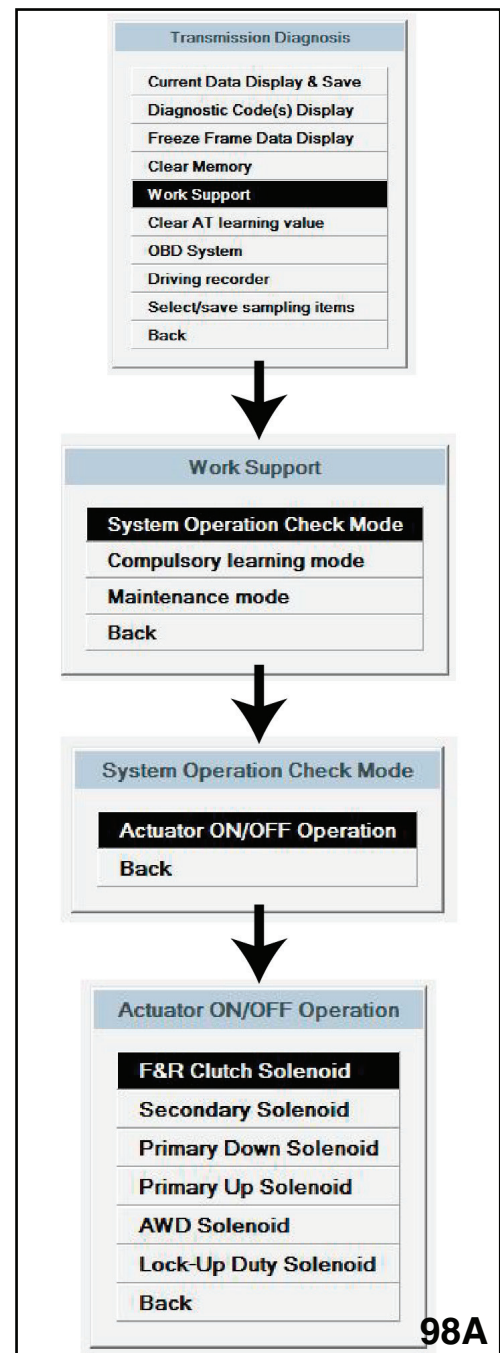 Transmission Diagnosis
Current Data Display & Save
Diagnostic Code(s) Display
Freeze Frame Data Display
Clear Memory
Work Support
Clear AT learning value
OBD System
Driving recorder
Select/save sampling items
Back
Work Support
System Operation Check Mode
Compulsory learning mode
Maintenance mode
Back
System Operation Check Mode
Actuator ON/OFF Operation
Back
Actuator ON/OFF Operation
F&R Clutch Solenoid
Secondary Solenoid
Primary Down Solenoid
Primary Up Solenoid
AWD Solenoid
Lock-Up Duty Solenoid
Back
98A